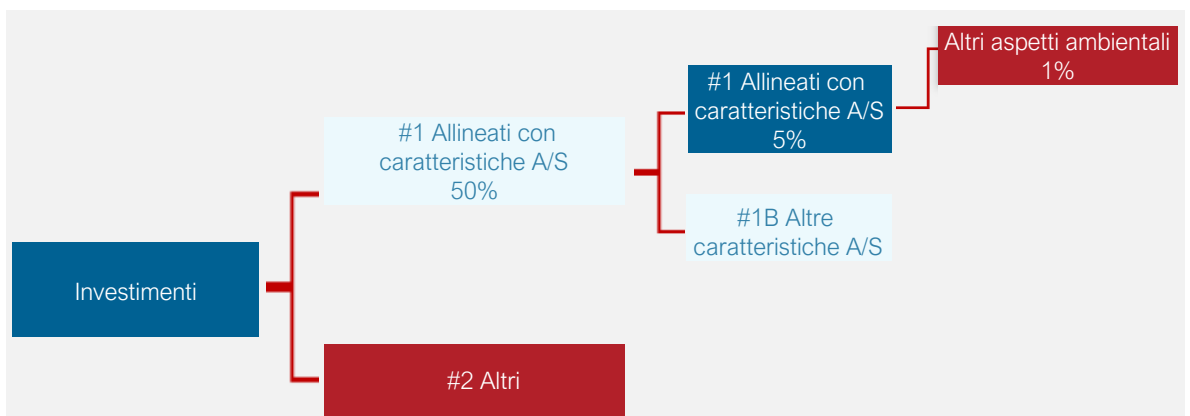 Altri aspetti ambientali
1%
#1 Allineati con
caratteristiche A/S
5%
#1 Allineati con
caratteristiche A/S
50%
#1B Altre
caratteristiche A/S
Investimenti
#2 Altri